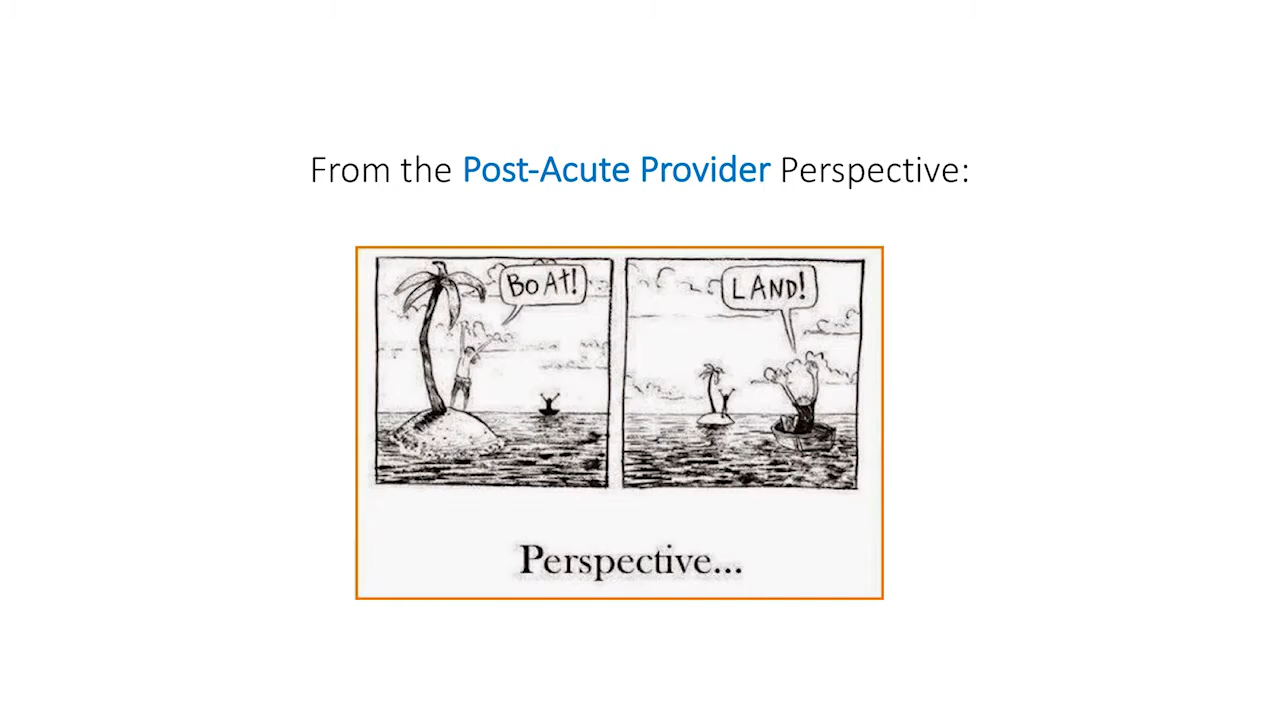 From the Post-Acute Provider Perspective:
BOAt!
LAND!
Perspective...